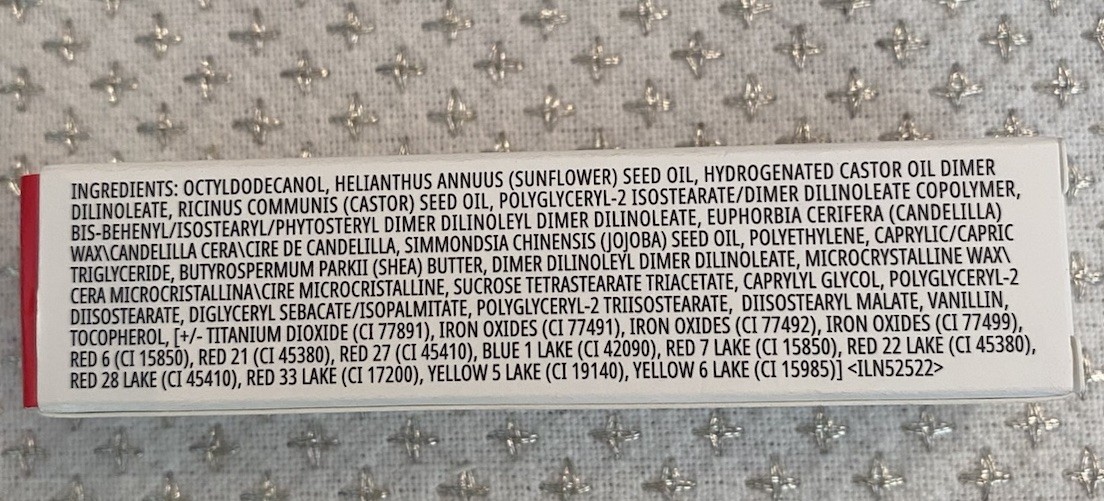 INGREDIENTS: OCTYLDODECANOL, HELIANTHUS ANNUUS (SUNFLOWER) SEED OIL, HYDROGENATED CASTOR OIL DIMER
DILINOLEATE, RICINUS COMMUNIS (CASTOR) SEED OIL, POLYGLYCERYL-2 ISOSTEARATE/DIMER DILINOLEATE COPOLYMER,
BIS-BEHENYL/ISOSTEARYL/PHYTOSTERYL DIMER DILINOLEYL DIMER DILINOLEATE, EUPHORBIA CERIFERA (CANDELILLA)
WAX\CANDELILLA CERA\CIRE DE CANDELILLA, SIMMONDSIA CHINENSIS (JOJOBA) SEED OIL, POLYETHYLENE, CAPRYLIC/CAPRIC
TRIGLYCERIDE, BUTYROSPERMUM PARKII (SHEA) BUTTER, DIMER DILINOLEYL DIMER DILINOLEATE, MICROCRYSTALLINE WAX\
CERA MICROCRISTALLINA\CIRE MICROCRISTALLINE, SUCROSE TETRASTEARATE TRIACETATE, CAPRYLYL GLYCOL, POLYGLYCERYL-2
DIISOSTEARATE, DIGLYCERYL SEBACATE/ISOPALMITATE, POLYGLYCERYL-2 TRIISOSTEARATE, DIISOSTEARYL MALATE, VANILLIN,
TOCOPHEROL, [+/- TITANIUM DIOXIDE (CI 77891), IRON OXIDES (CI 77491), IRON OXIDES (CI 77492), IRON OXIDES (CI 77499),
RED 6 (CI 15850), RED 21 (CI 45380), RED 27 (CI 45410), BLUE 1 LAKE (CI 42090), RED 7 LAKE (CI 15850), RED 22 LAKE (CI 45380),
RED 28 LAKE (CI 45410), RED 33 LAKE (CI 17200), YELLOW 5 LAKE (CI 19140), YELLOW 6 LAKE (CI 15985)] <ILN52522>